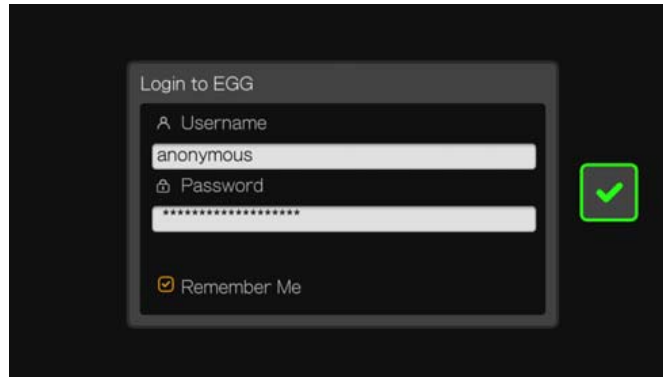 Login to EGG
Username
anonymous
Password
*******************
Remember Me